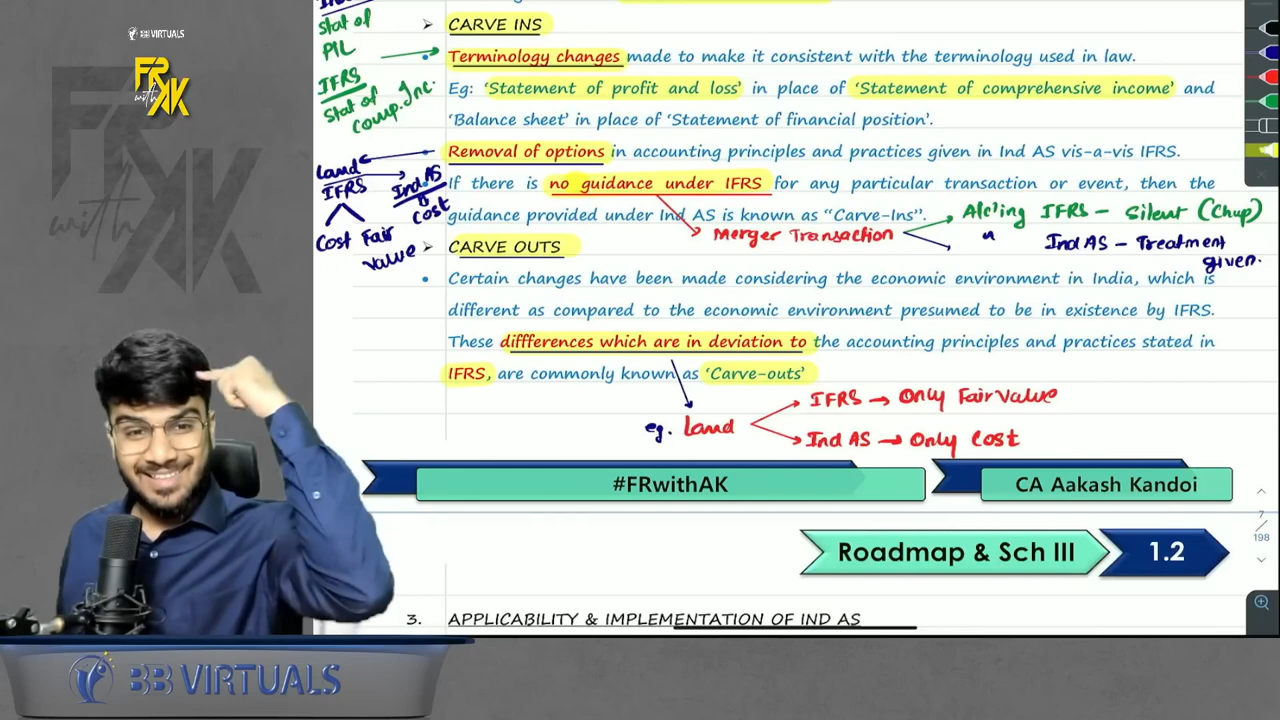 BB VIRTUALS
FR
with
AK
Stat of
P|L
IFRS
Stat of
comp. Inc.
Land
IFRS
Ind AS
Cost
Cost Fair
Value
➢ CARVE INS
• Terminology changes made to make it consistent with the terminology used in law.
Eg: ‘Statement of profit and loss’ in place of ‘Statement of comprehensive income’ and
‘Balance sheet’ in place of ‘Statement of financial position’.
• Removal of options in accounting principles and practices given in Ind AS vis-a-vis IFRS.
• If there is no guidance under IFRS for any particular transaction or event, then the
guidance provided under Ind AS is known as “Carve-Ins”.
Merger Transaction
IFRS – Silent (Chup)
Ind AS – Treatment
given.
➢ CARVE OUTS
• Certain changes have been made considering the economic environment in India, which is
different as compared to the economic environment presumed to be in existence by IFRS.
These diffferences which are in deviation to the accounting principles and practices stated in
IFRS, are commonly known as ‘Carve-outs’
eg. Land
IFRS → Only Fair Value
Ind AS → Only Cost
#FRwithAK
CA Aakash Kandoi
7
/
198
Roadmap & Sch III
1.2
3. APPLICABILITY & IMPLEMENTATION OF IND AS
BB VIRTUALS